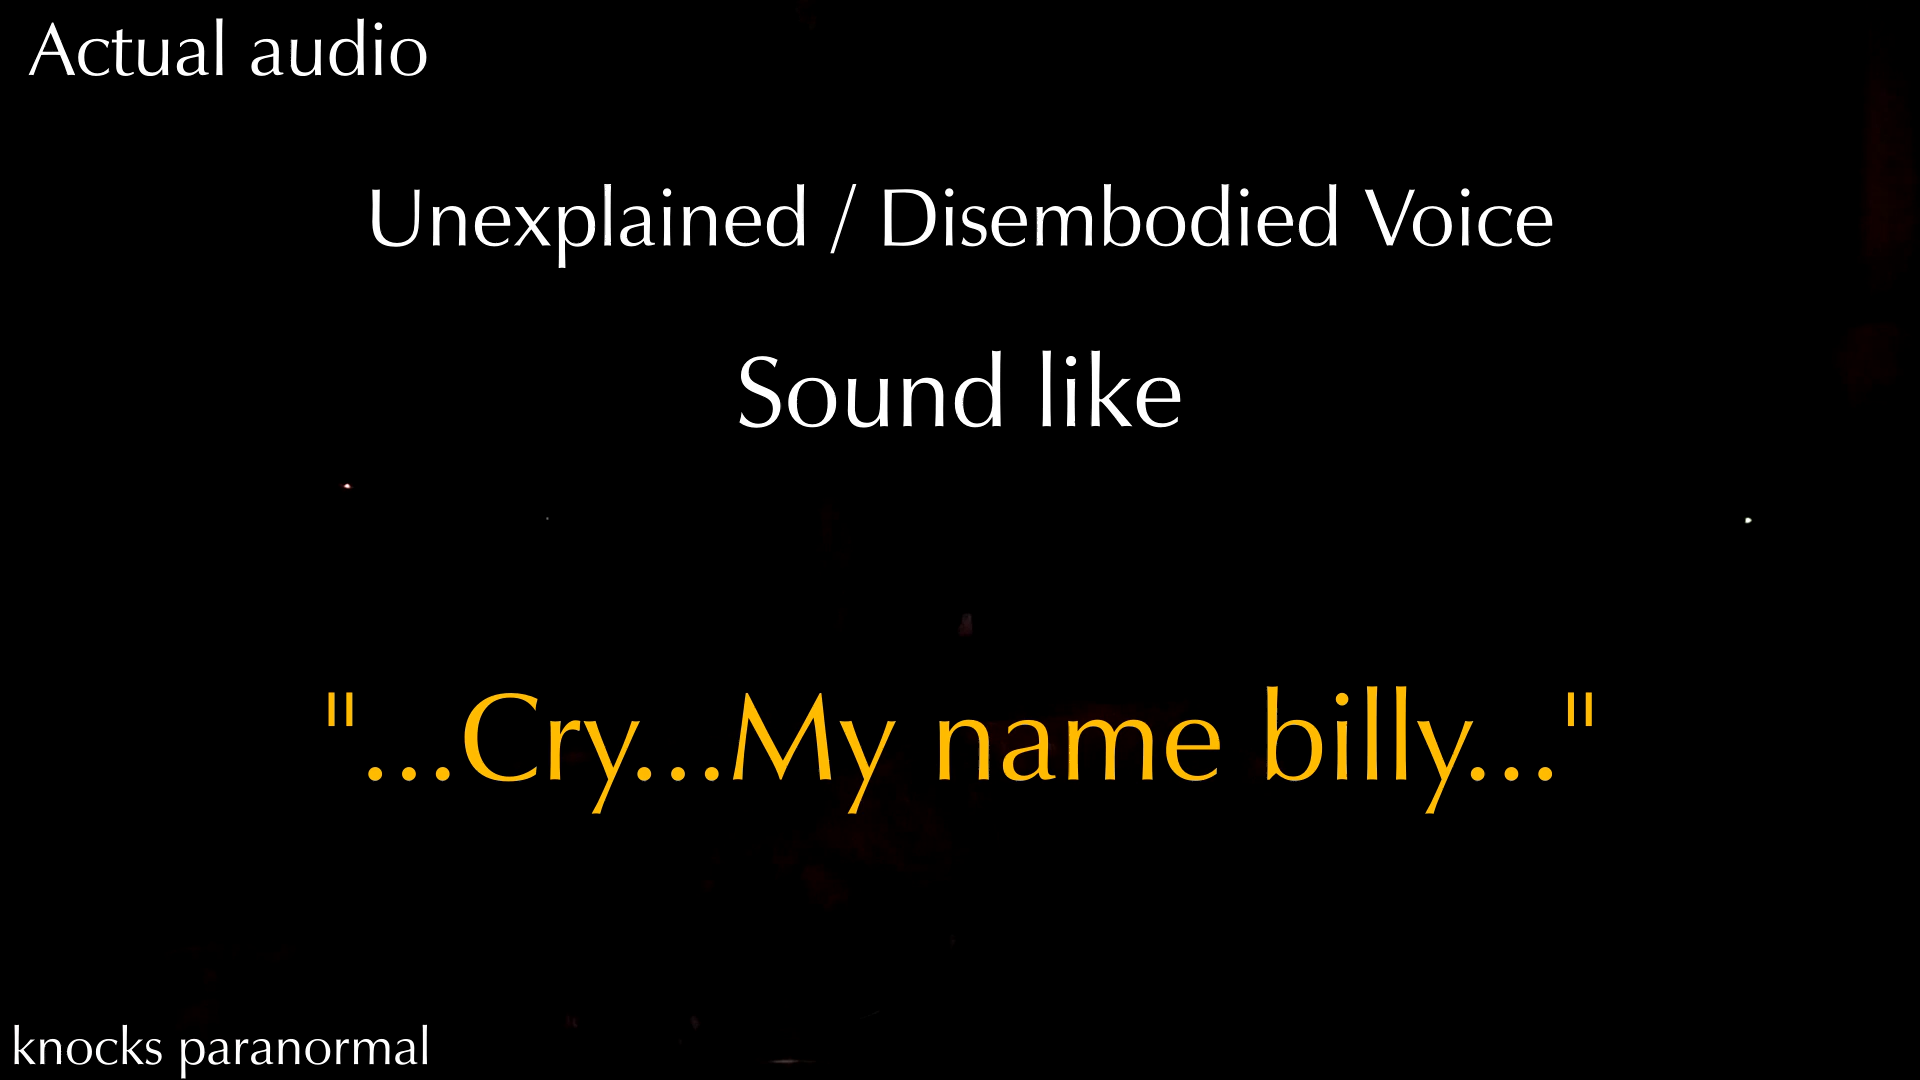 Actual audio
Unexplained / Disembodied Voice
Sound like
"...Cry...My name billy..."
knocks paranormal